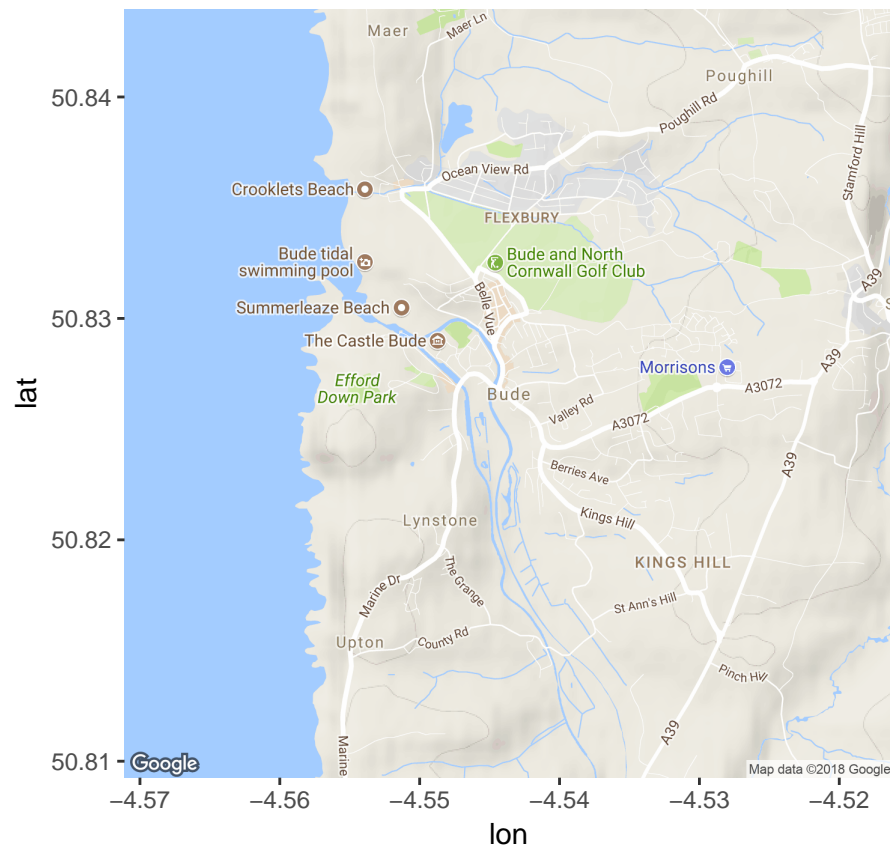 Maer
Maer Ln
Poughill
50.84
Poughill Rd
Stamford Hill
Ocean View Rd
Crooklets Beach
FLEXBURY
Bude tidal
swimming pool
Bude and North
Cornwall Golf Club
A39
Belle Vue
Summerleaze Beach
50.83
S
The Castle Bude
A39
Morrisons
Efford
Down Park
A3072
Bude
Valley Rd
A3072
lat
A39
Berries Ave
Lynstone
Kings Hill
50.82
KINGS HILL
The Grange
Marine Dr
St Ann's Hill
Upton
County Rd
Pinch Hill
A39
Marine
50.81
Google
Map data ©2018 Google
−4.57
−4.56
−4.55
−4.54
−4.53
−4.52
lon